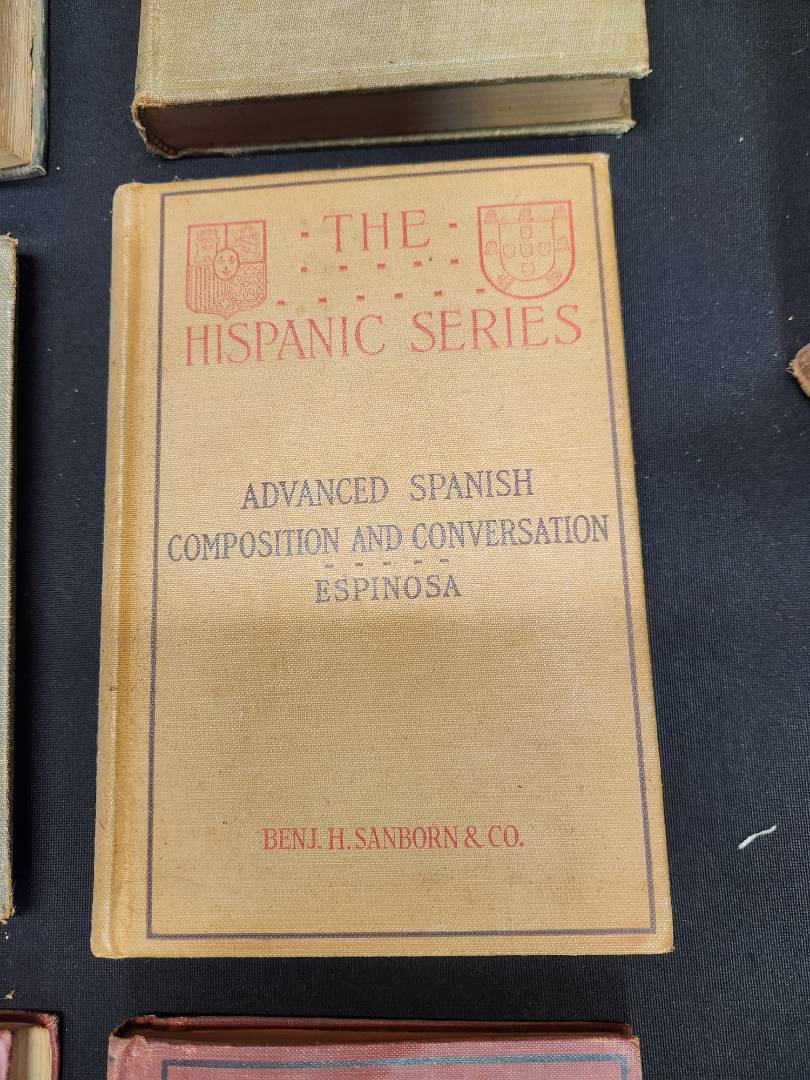 · THE ·
HISPANIC SERIES
ADVANCED SPANISH
COMPOSITION AND CONVERSATION
ESPINOSA
BENJ. H. SANBORN & CO.